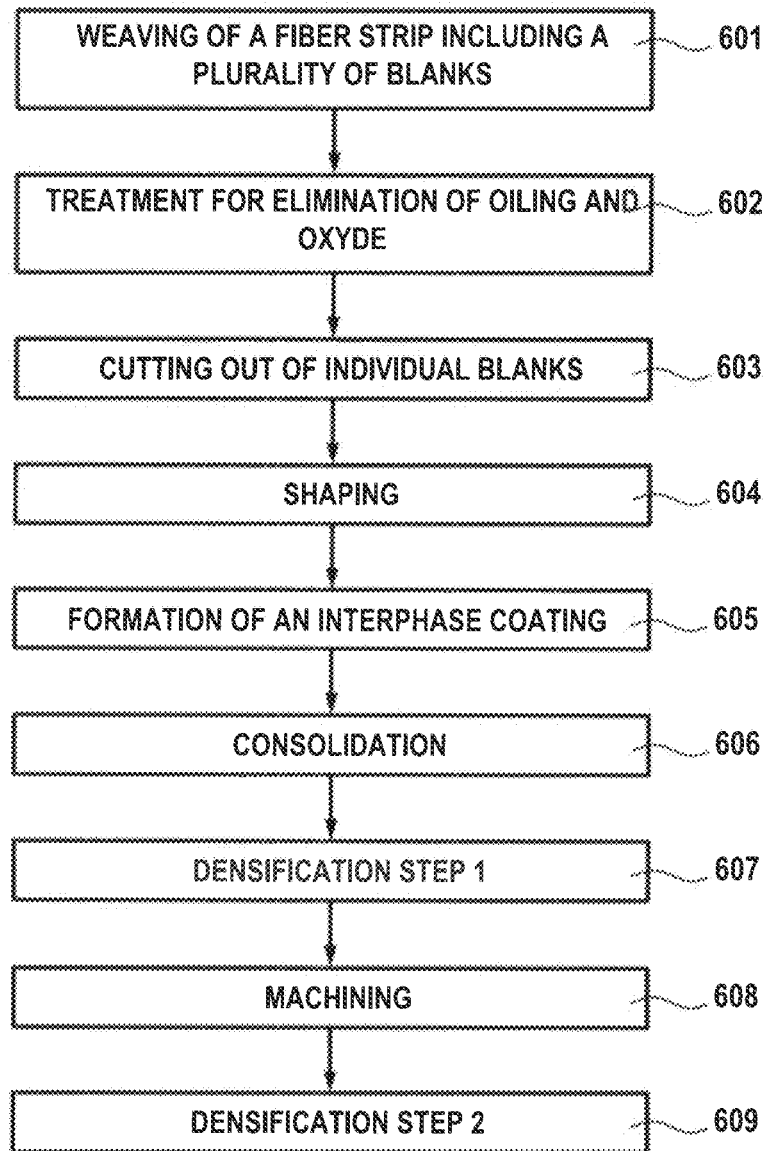 WEAVING OF A FIBER STRIP INCLUDING A
PLURALITY OF BLANKS
601
TREATMENT FOR ELIMINATION OF OILING AND
OXYDE
602
CUTTING OUT OF INDIVIDUAL BLANKS
603
SHAPING
604
FORMATION OF AN INTERPHASE COATING
605
CONSOLIDATION
606
DENSIFICATION STEP 1
607
MACHINING
608
DENSIFICATION STEP 2
609